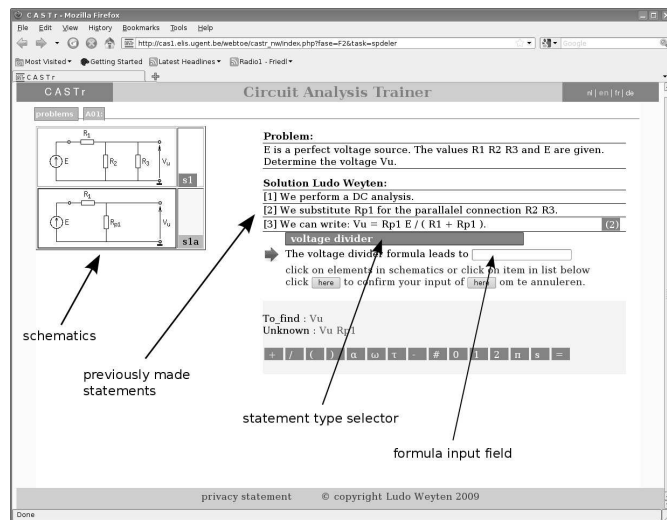 C A S T r - Mozilla Firefox
File Edit View History Bookmarks Tools Help
http://cas1.elis.ugent.be/webtoe/castr_nw/index.php?fase=F2&task=spdeler
Google
Most Visited Getting Started Latest Headlines Radio1 - Friedl
C A S T r
CASTr Circuit Analysis Trainer nl | en | fr | de
problems A01:
R1
E R2 R3 Vu
s1
R1
E Rp1 Vu
s1a
Problem:
E is a perfect voltage source. The values R1 R2 R3 and E are given.
Determine the voltage Vu.
Solution Ludo Weyten:
[1] We perform a DC analysis.
[2] We substitute Rp1 for the parallalel connection R2 R3.
[3] We can write: Vu = Rp1 E / ( R1 + Rp1 ). (2)
voltage divider
The voltage divider formula leads to
click on elements in schematics or click on item in list below
click here to confirm your input of here om te annuleren.
To_find : Vu
Unknown : Vu Rp1
+ / ( ) α ω τ - # 0 1 2 n s =
schematics
previously made
statements
statement type selector
formula input field
privacy statement © copyright Ludo Weyten 2009
Done